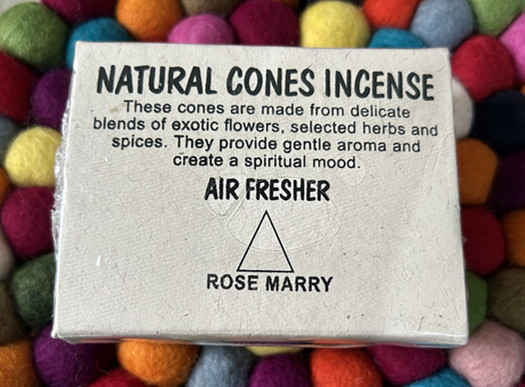 NATURAL CONES INCENSE
These cones are made from delicate
blends of exotic flowers, selected herbs and
spices. They provide gentle aroma and
create a spiritual mood.
AIR FRESHER
ROSE MARRY